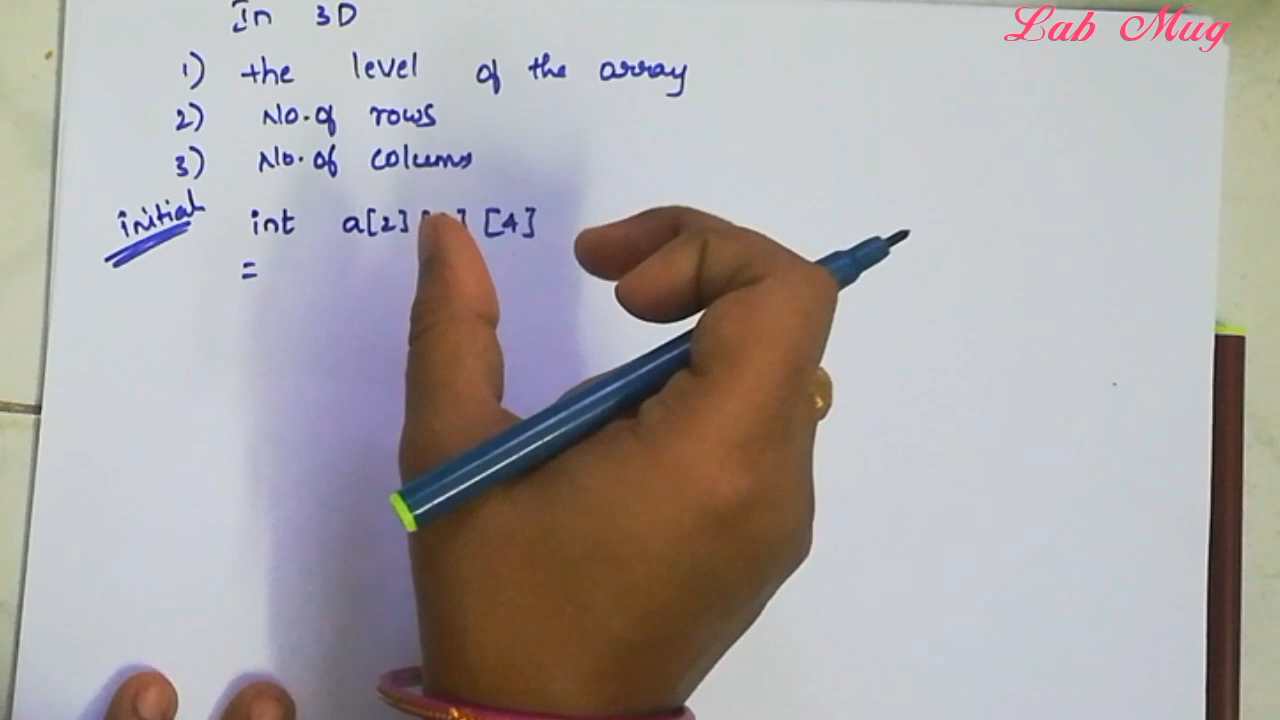 Lab Mug
In 3D
1) the level of the array
2) No. of rows
3) No. of colums
initial int a[2] [ ] [4]
=